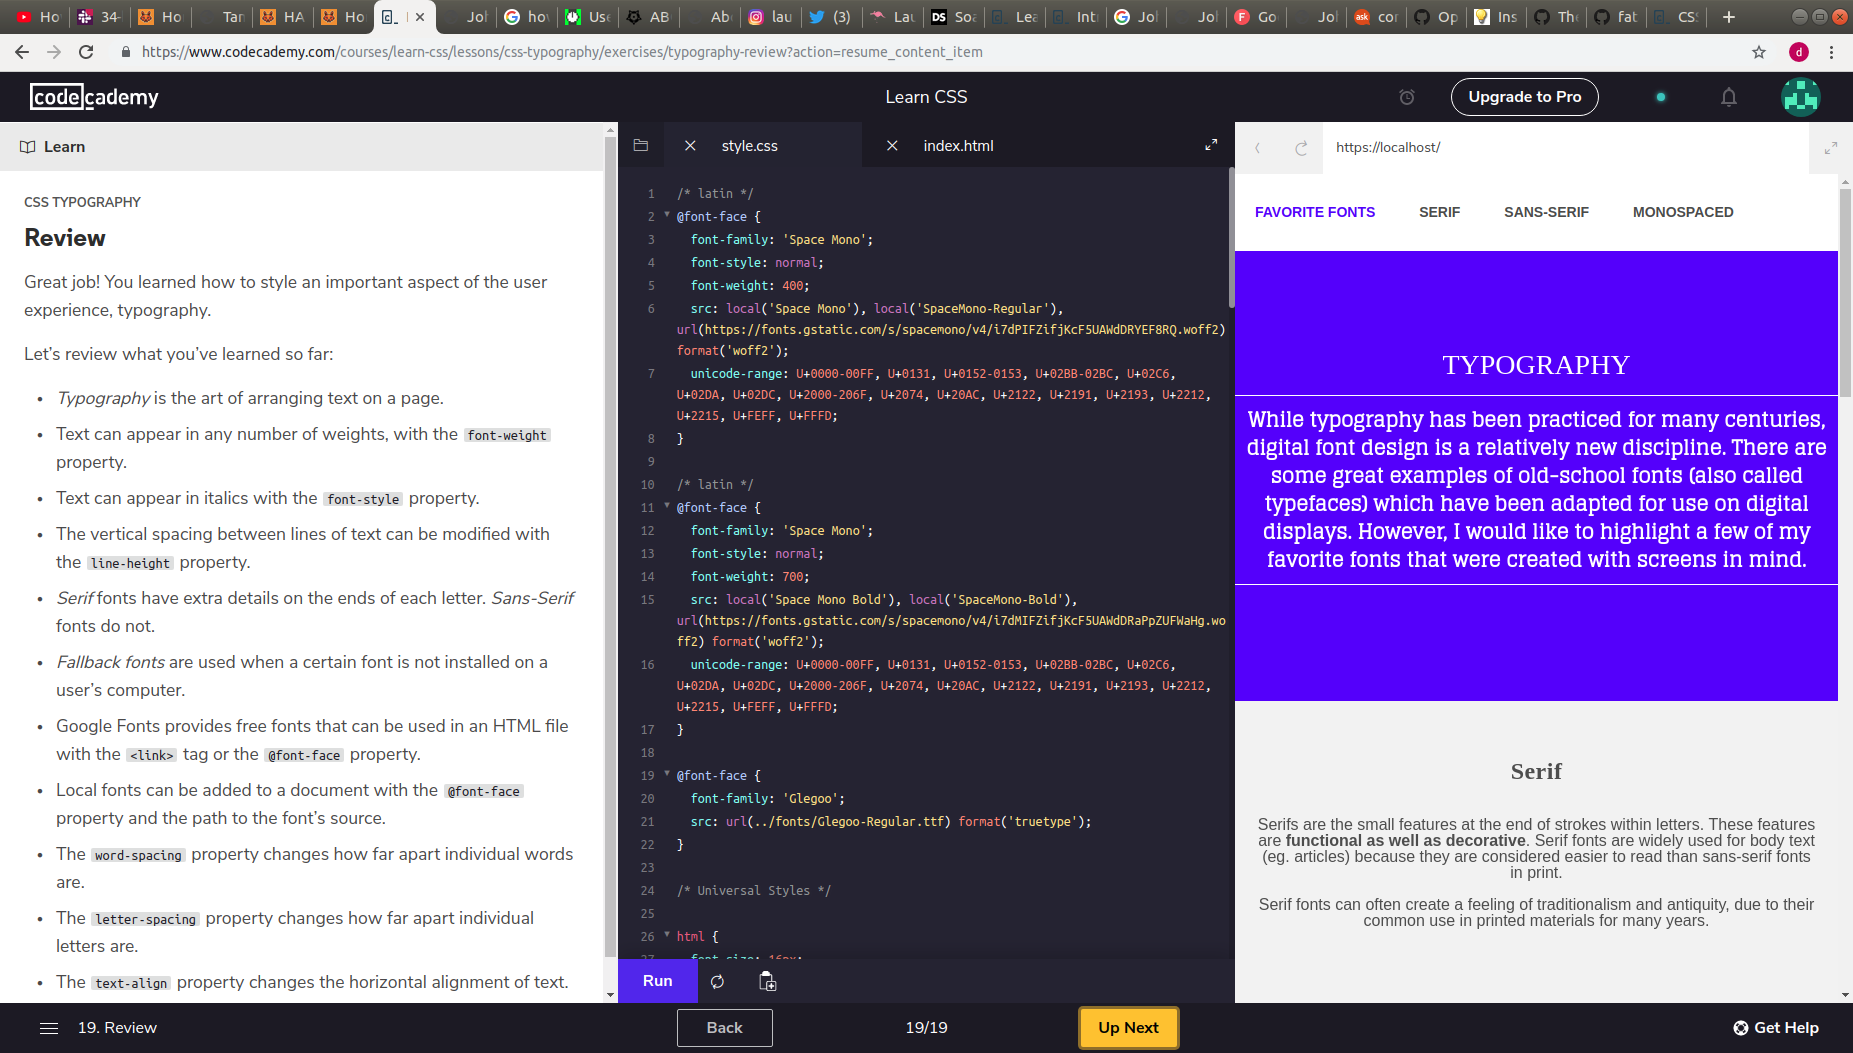 Ho
34-
Ho
Tan
HA
Ho
Joh
hov
Use
AB
Abo
lau
(3)
Lau
Soa
Lea
Intr
Joh
Joh
Go
Joh
cor
Op
Ins
The
fat
CSS
https://www.codecademy.com/courses/learn-css/lessons/css-typography/exercises/typography-review?action=resume_content_item
d
codecademy
Learn CSS
Upgrade to Pro
Learn
CSS TYPOGRAPHY
Review
Great job! You learned how to style an important aspect of the user
experience, typography.
Let's review what you've learned so far:
• Typography is the art of arranging text on a page.
• Text can appear in any number of weights, with the font-weight
property.
• Text can appear in italics with the font-style property.
• The vertical spacing between lines of text can be modified with
the line-height property.
• Serif fonts have extra details on the ends of each letter. Sans-Serif
fonts do not.
• Fallback fonts are used when a certain font is not installed on a
user's computer.
• Google Fonts provides free fonts that can be used in an HTML file
with the <link> tag or the @font-face property.
• Local fonts can be added to a document with the @font-face
property and the path to the font's source.
• The word-spacing property changes how far apart individual words
are.
• The letter-spacing property changes how far apart individual
letters are.
• The text-align property changes the horizontal alignment of text.
style.css
index.html
1 /* latin */
2 @font-face {
3 font-family: 'Space Mono';
4 font-style: normal;
5 font-weight: 400;
6 src: local('Space Mono'), local('SpaceMono-Regular'),
url(https://fonts.gstatic.com/s/spacemono/v4/i7dPIFZifjKcF5UAWdDRYEF8RQ.woff2)
format('woff2');
7 unicode-range: U+0000-00FF, U+0131, U+0152-0153, U+02BB-02BC, U+02C6,
U+02DA, U+02DC, U+2000-206F, U+2074, U+20AC, U+2122, U+2191, U+2193, U+2212,
U+2215, U+FEFF, U+FFFD;
8 }
9
10 /* latin */
11 @font-face {
12 font-family: 'Space Mono';
13 font-style: normal;
14 font-weight: 700;
15 src: local('Space Mono Bold'), local('SpaceMono-Bold'),
url(https://fonts.gstatic.com/s/spacemono/v4/i7dMIFZifjKcF5UAWdDRaPpZUFWaHg.wo
ff2) format('woff2');
16 unicode-range: U+0000-00FF, U+0131, U+0152-0153, U+02BB-02BC, U+02C6,
U+02DA, U+02DC, U+2000-206F, U+2074, U+20AC, U+2122, U+2191, U+2193, U+2212,
U+2215, U+FEFF, U+FFFD;
17 }
18
19 @font-face {
20 font-family: 'Glegoo';
21 src: url(../fonts/Glegoo-Regular.ttf) format('truetype');
22 }
23
24 /* Universal Styles */
25
26 html {
27 font-size: 16px;
Run
https://localhost/
FAVORITE FONTS
SERIF
SANS-SERIF
MONOSPACED
TYPOGRAPHY
While typography has been practiced for many centuries,
digital font design is a relatively new discipline. There are
some great examples of old-school fonts (also called
typefaces) which have been adapted for use on digital
displays. However, I would like to highlight a few of my
favorite fonts that were created with screens in mind.
Serif
Serifs are the small features at the end of strokes within letters. These features
are functional as well as decorative. Serif fonts are widely used for body text
(eg. articles) because they are considered easier to read than sans-serif fonts
in print.
Serif fonts can often create a feeling of traditionalism and antiquity, due to their
common use in printed materials for many years.
19. Review
Back
19/19
Up Next
Get Help